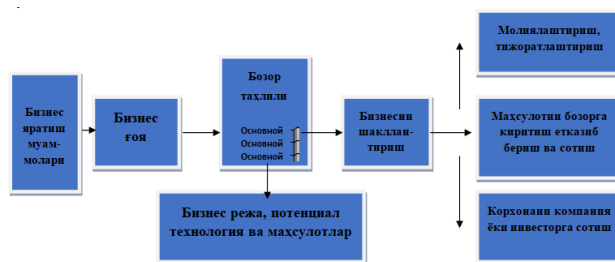 Бизнес
яратиш
муам-
молари
Бизнес
ғоя
Бозор
таҳлили
Основной
Основной
Основной
Бизнес режа, потенциал
технология ва маҳсулотлар
Бизнесни
шакллан-
тириш
Молиялаштириш,
тижоратлаштириш
Маҳсулотни бозорга
киритиш етказиб
бериш ва сотиш
Корхонани компания
ёки инвесторга сотиш